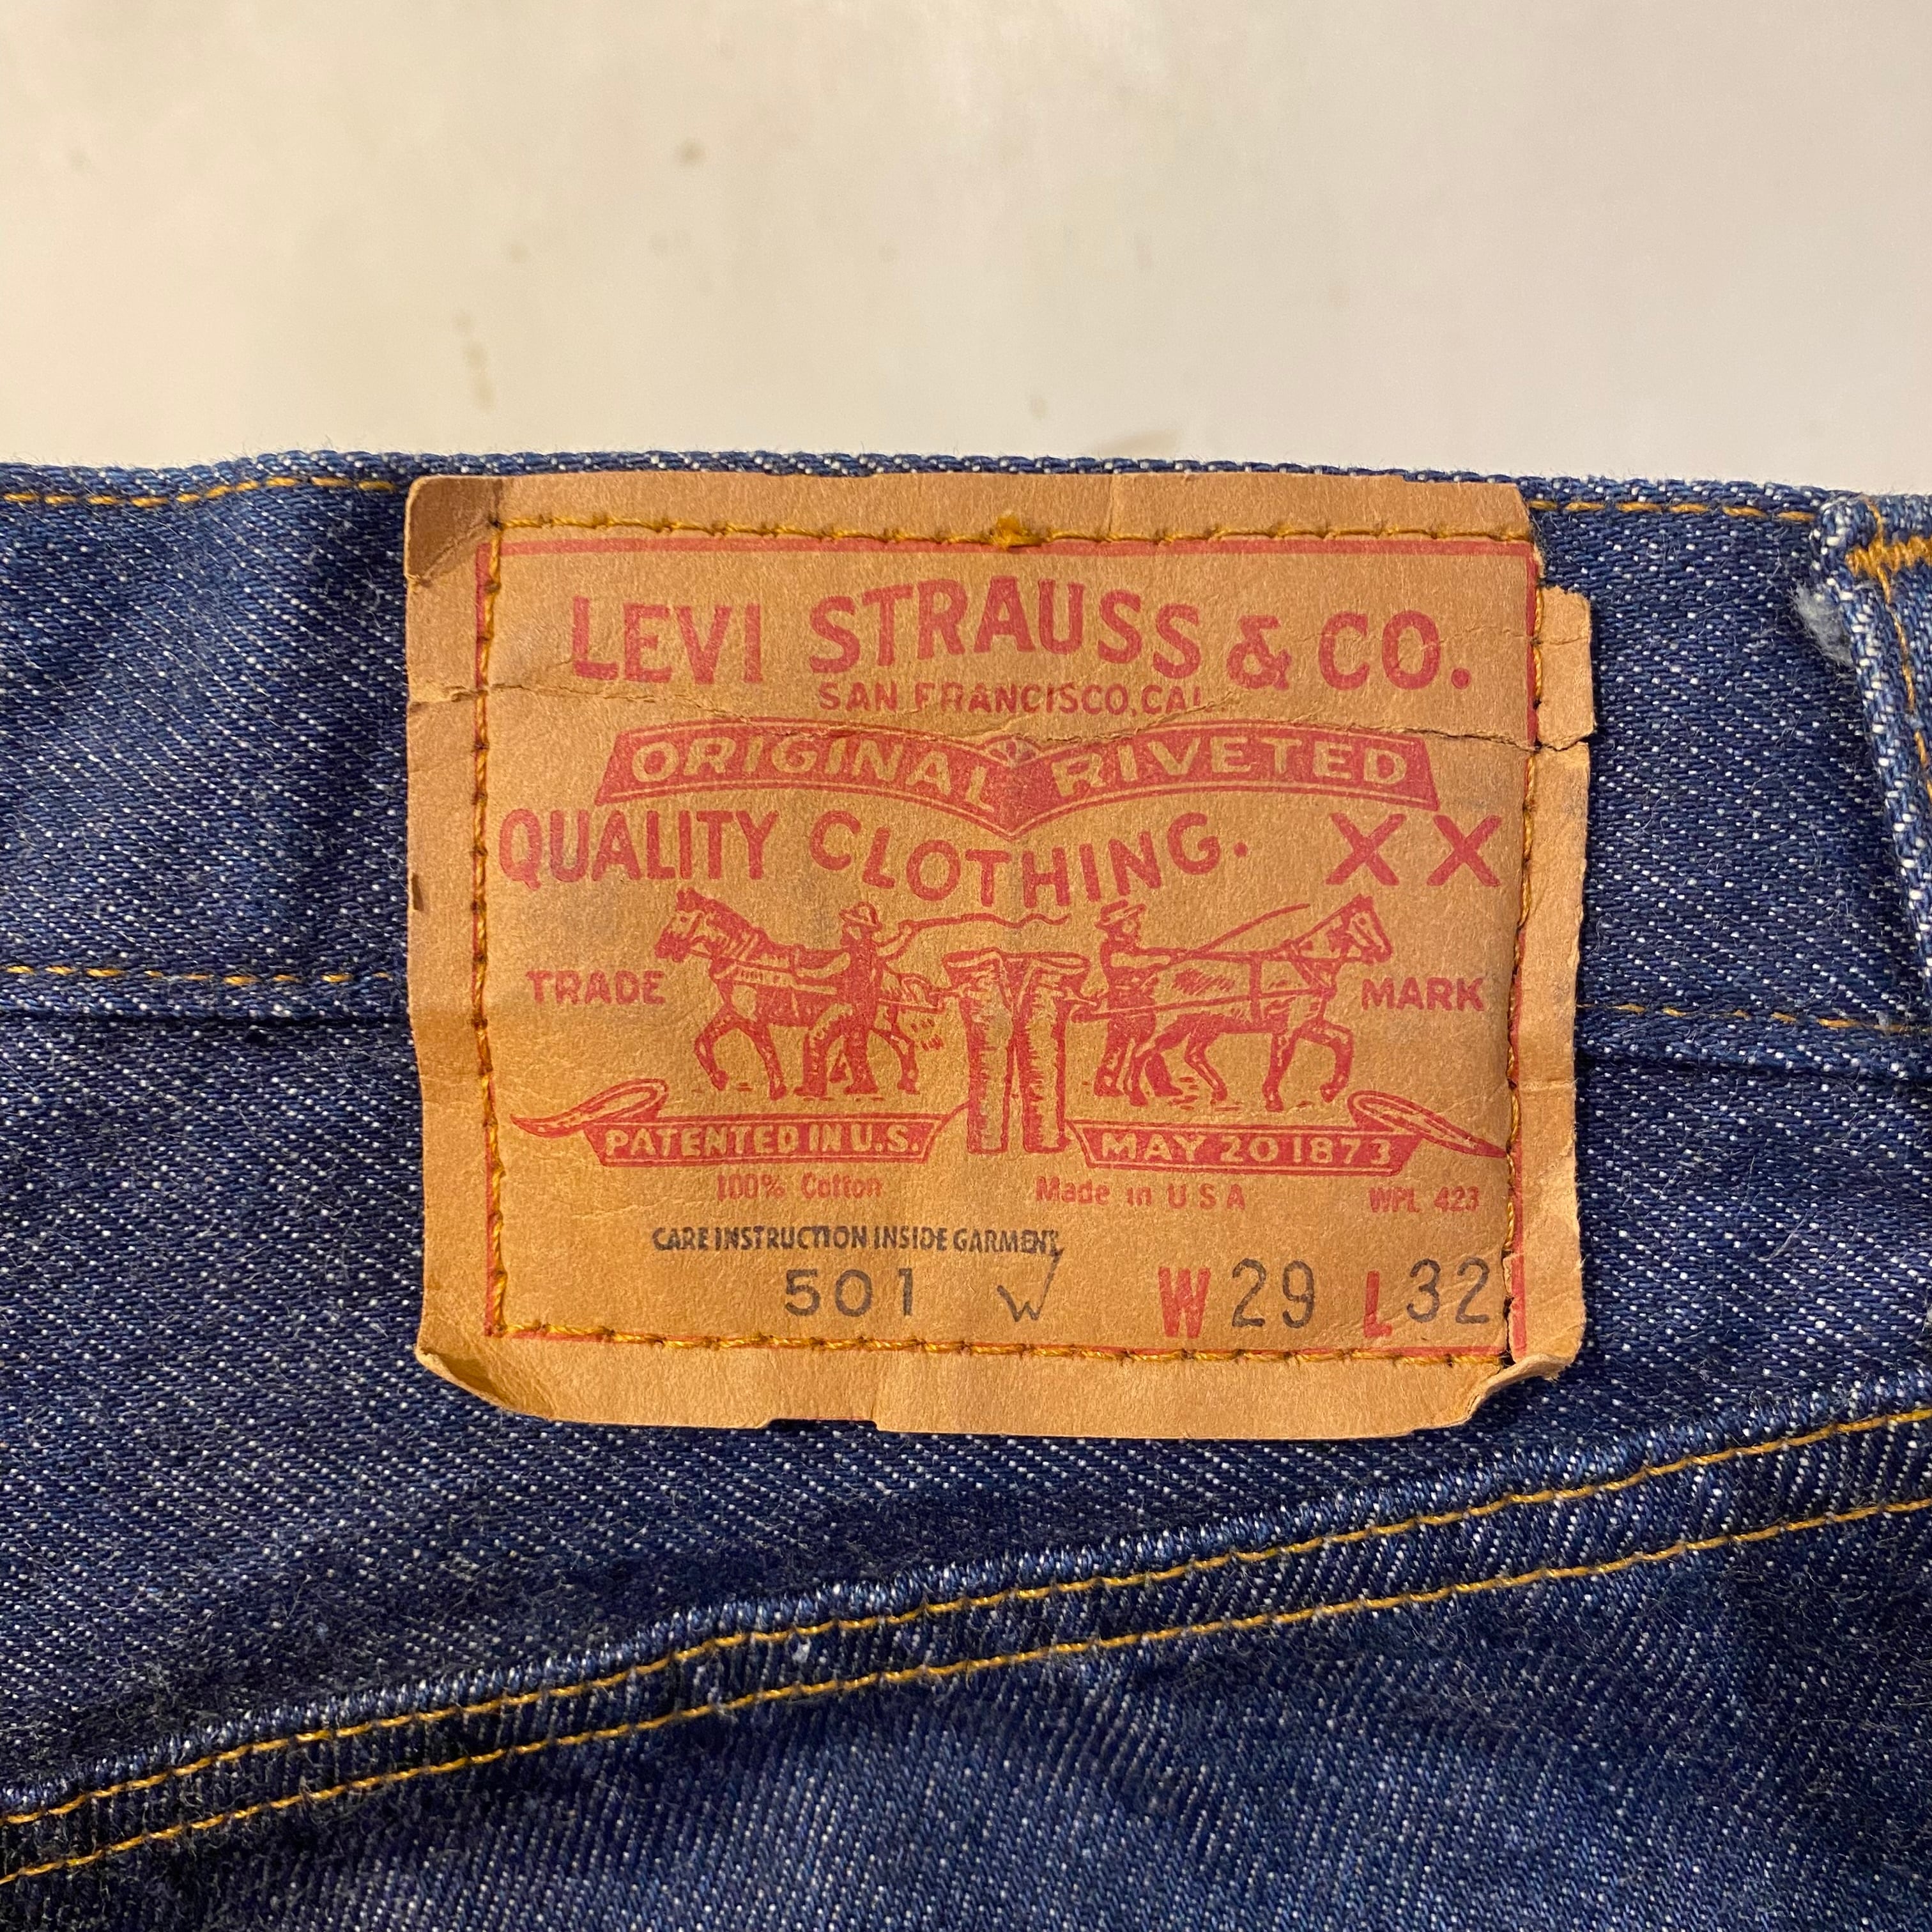 LEVI STRAUSS & CO.
SAN FRANCISCO, CAL
ORIGINAL RIVETED
QUALITY CLOTHING. XX
TRADE MARK
PATENTED IN U.S. MAY 20 1873
100% Cotton Made in U S A WPL 423
CARE INSTRUCTION INSIDE GARMENT
501 W W 29 L 32